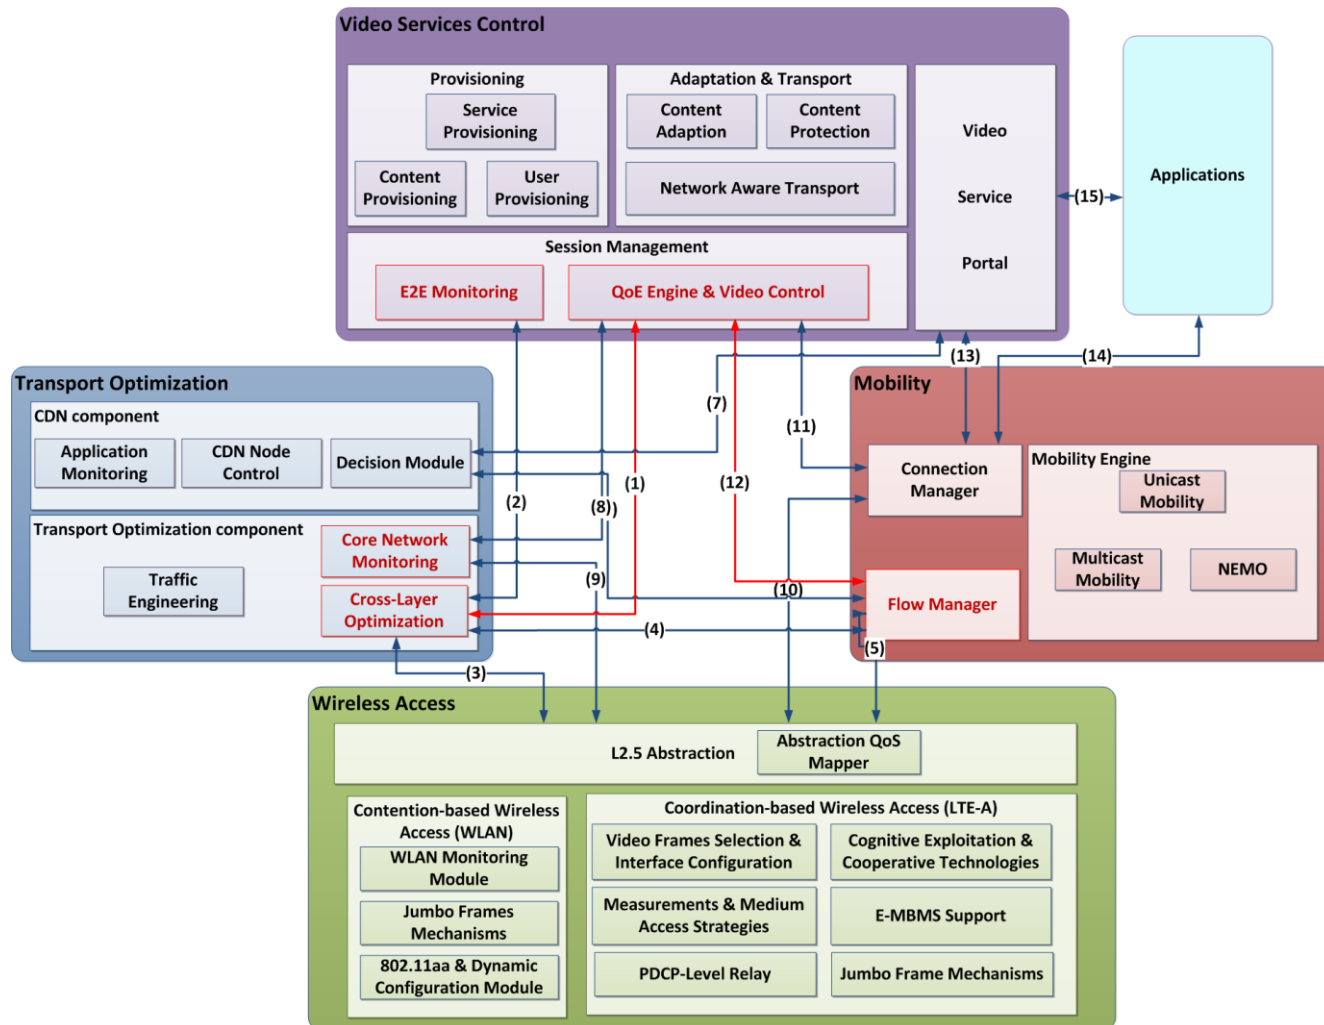 Video Services Control
Provisioning
Service
Provisioning
Content
Provisioning
User
Provisioning
Adaptation & Transport
Content
Adaption
Content
Protection
Network Aware Transport
Video
Service
Portal
Session Management
E2E Monitoring
QoE Engine & Video Control
Applications
(15)
(13)
(14)
(7)
(11)
(12)
(1)
(2)
(8)
(9)
(10)
(4)
(5)
(3)
Transport Optimization
CDN component
Application
Monitoring
CDN Node
Control
Decision Module
Transport Optimization component
Core Network
Monitoring
Traffic
Engineering
Cross-Layer
Optimization
Mobility
Connection
Manager
Flow Manager
Mobility Engine
Unicast
Mobility
Multicast
Mobility
NEMO
Wireless Access
L2.5 Abstraction
Abstraction QoS
Mapper
Contention-based Wireless
Access (WLAN)
WLAN Monitoring
Module
Jumbo Frames
Mechanisms
802.11aa & Dynamic
Configuration Module
Coordination-based Wireless Access (LTE-A)
Video Frames Selection &
Interface Configuration
Cognitive Exploitation &
Cooperative Technologies
Measurements & Medium
Access Strategies
E-MBMS Support
PDCP-Level Relay
Jumbo Frame Mechanisms